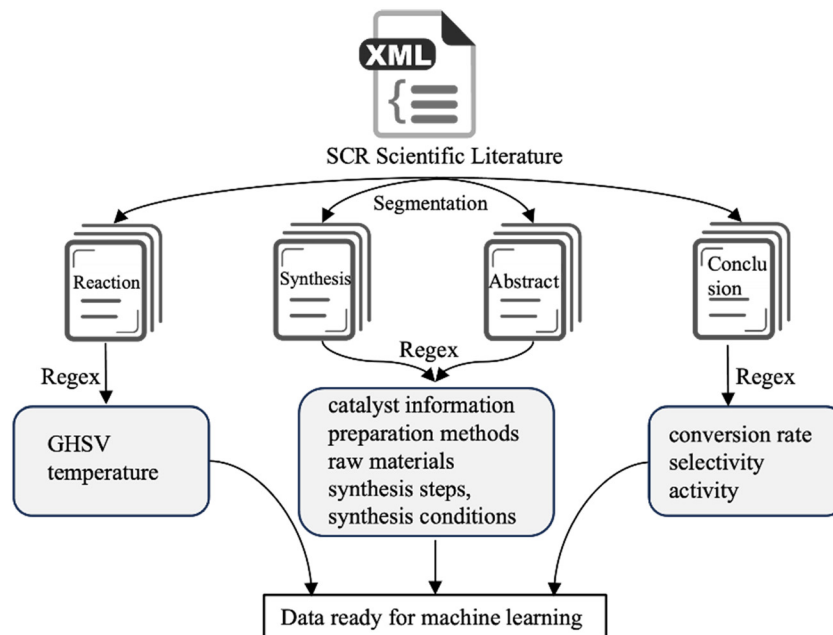 XML
SCR Scientific Literature
Segmentation
Reaction
Synthesis
Abstract
Conclu
sion
Regex
Regex
Regex
GHSV
temperature
catalyst information
preparation methods
raw materials
synthesis steps,
synthesis conditions
conversion rate
selectivity
activity
Data ready for machine learning